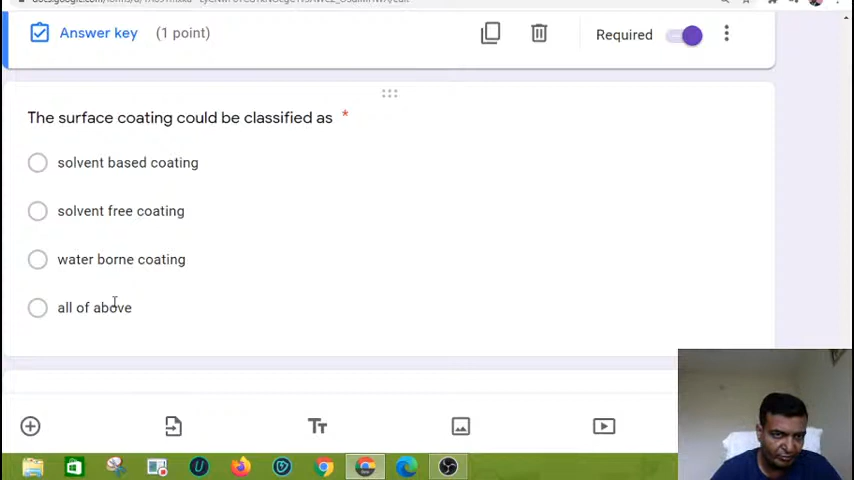 Answer key (1 point)
Required
The surface coating could be classified as *
solvent based coating
solvent free coating
water borne coating
all of above
Tт